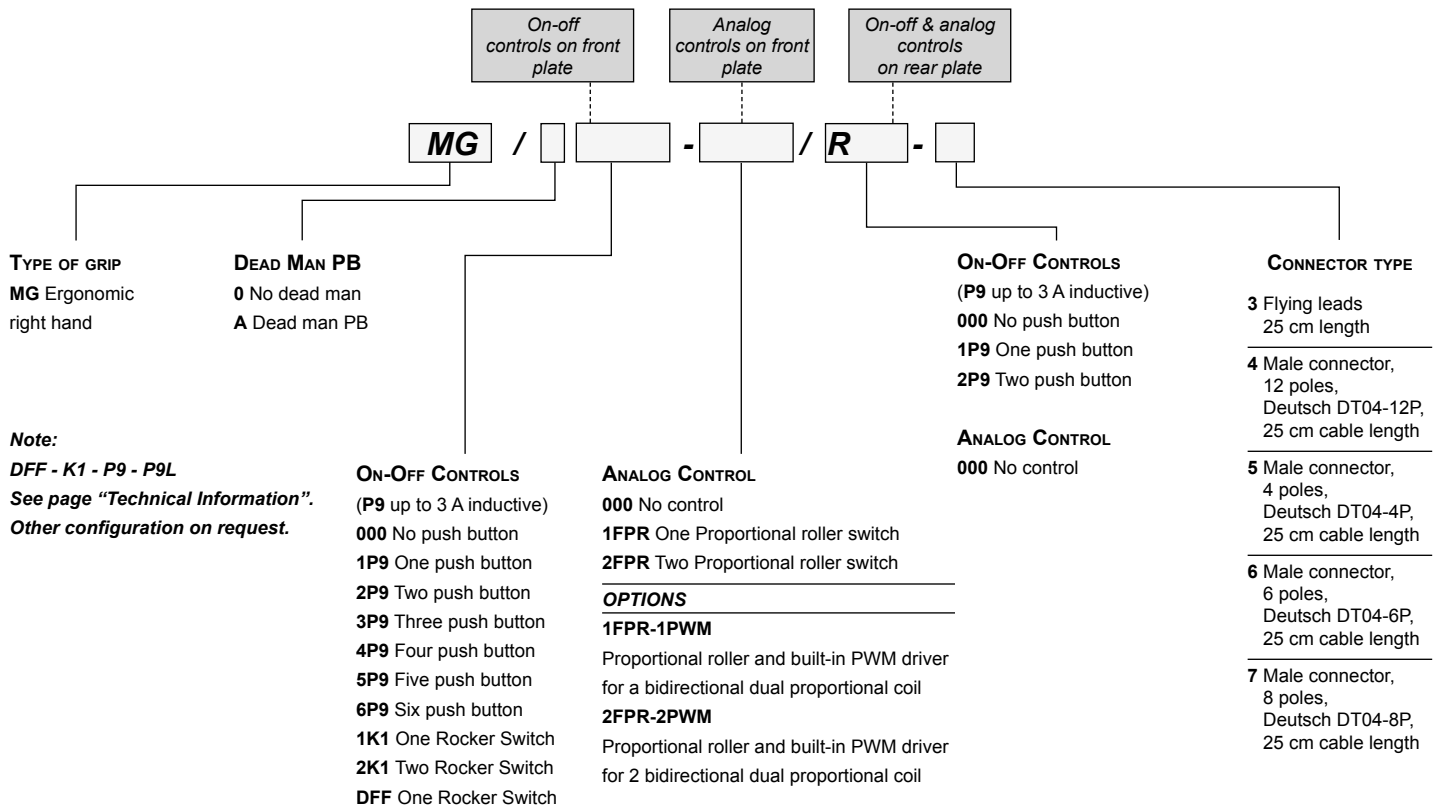 On-off
controls on front
plate
Analog
controls on front
plate
On-off & analog
controls
on rear plate
MG / - / R -
TYPE OF GRIP
MG Ergonomic
right hand
DEAD MAN PB
0 No dead man
A Dead man PB
Note:
DFF - K1 - P9 - P9L
See page “Technical Information”.
Other configuration on request.
ON-OFF CONTROLS
(P9 up to 3 A inductive)
000 No push button
1P9 One push button
2P9 Two push button
3P9 Three push button
4P9 Four push button
5P9 Five push button
6P9 Six push button
1K1 One Rocker Switch
2K1 Two Rocker Switch
DFF One Rocker Switch
ANALOG CONTROL
000 No control
1FPR One Proportional roller switch
2FPR Two Proportional roller switch
OPTIONS
1FPR-1PWM
Proportional roller and built-in PWM driver
for a bidirectional dual proportional coil
2FPR-2PWM
Proportional roller and built-in PWM driver
for 2 bidirectional dual proportional coil
ON-OFF CONTROLS
(P9 up to 3 A inductive)
000 No push button
1P9 One push button
2P9 Two push button
ANALOG CONTROL
000 No control
CONNECTOR TYPE
3 Flying leads
25 cm length
4 Male connector,
12 poles,
Deutsch DT04-12P,
25 cm cable length
5 Male connector,
4 poles,
Deutsch DT04-4P,
25 cm cable length
6 Male connector,
6 poles,
Deutsch DT04-6P,
25 cm cable length
7 Male connector,
8 poles,
Deutsch DT04-8P,
25 cm cable length